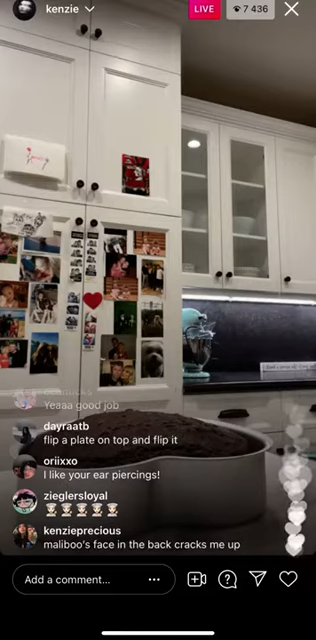 kenzie
LIVE
7 436
Yeaaa good job
dayraatb
flip a plate on top and flip it
oriixxo
I like your ear piercings!
zieglersloyal
kenzieprecious
maliboo's face in the back cracks me up
Add a comment...